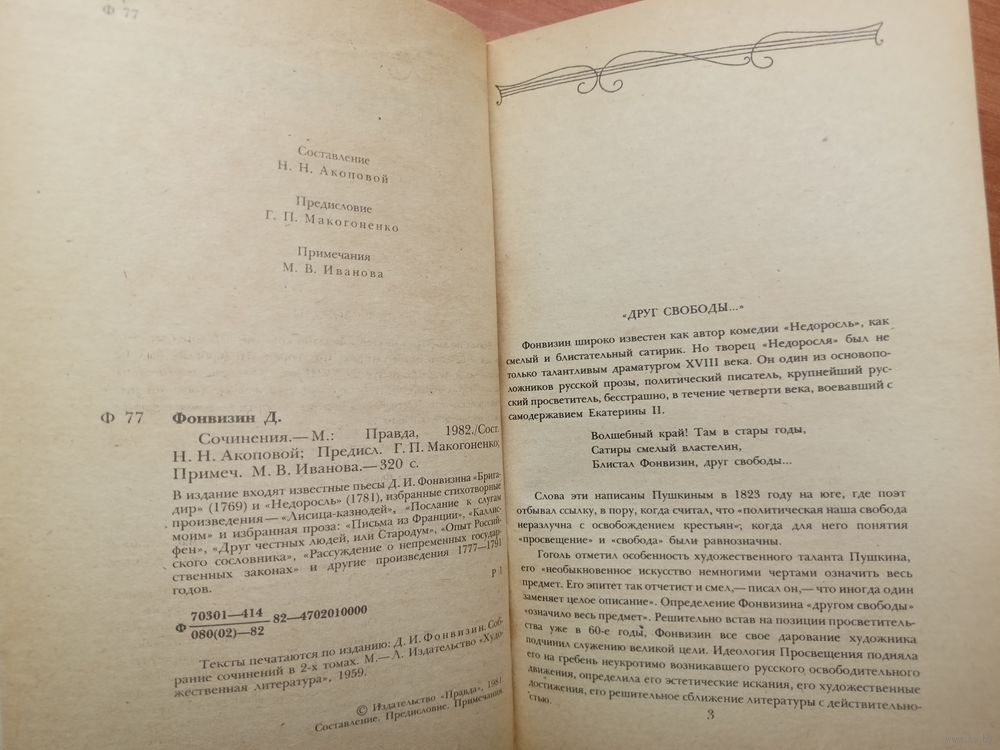 Ф 77
Составление
Н. Н. Акоповой
Предисловие
Г. П. Макогоненко
Примечания
М. В. Иванова
Ф 77 Фонвизин Д.
Сочинения.— М.: Правда, 1982./Сост.
Н. Н. Акоповой; Предисл. Г. П. Макогоненко;
Примеч. М. В. Иванова.—320 с.
В издание входят известные пьесы Д. И. Фонвизина «Брига-
дир» (1769) и «Недоросль» (1781), избранные стихотворные
произведения — «Лисица-казнодей», «Послание к слугам
моим» и избранная проза: «Письма из Франции», «Каллис-
фен», «Друг честных людей, или Стародум», «Опыт Россий-
ского сословника», «Рассуждение о непременных государ-
ственных законах» и другие произведения 1777—1791
годов.
Р 1
Ф 70301—414
080(02)—82 82—4702010000
Тексты печатаются по изданию: Д. И. Фонвизин. Соб-
рание сочинений в 2-х томах. М.—Л. Издательство «Худо-
жественная литература», 1959.
© Издательство «Правда», 1981.
Составление. Предисловие. Примечания.
«ДРУГ СВОБОДЫ...»
Фонвизин широко известен как автор комедии «Недоросль», как
смелый и блистательный сатирик. Но творец «Недоросля» был не
только талантливым драматургом XVIII века. Он один из основопо-
ложников русской прозы, политический писатель, крупнейший рус-
ский просветитель, бесстрашно, в течение четверти века, воевавший с
самодержавием Екатерины II.
Волшебный край! Там в стары годы,
Сатиры смелый властелин,
Блистал Фонвизин, друг свободы...
Слова эти написаны Пушкиным в 1823 году на юге, где поэт
отбывал ссылку, в пору, когда считал, что «политическая наша свобода
неразлучна с освобождением крестьян», когда для него понятия
«просвещение» и «свобода» были равнозначны.
Гоголь отметил особенность художественного таланта Пушкина,
его «необыкновенное искусство немногими чертами означить весь
предмет. Его эпитет так отчетист и смел,— писал он,— что иногда один
заменяет целое описание». Определение Фонвизина «другом свободы»
«означило весь предмет». Решительно встав на позиции просветитель-
ства уже в 60-е годы, Фонвизин все свое дарование художника
подчинил служению великой цели. Идеология Просвещения подняла
его на гребень неукротимо возникавшего русского освободительного
движения, определила его эстетические искания, его художественные
достижения, его решительное сближение литературы с действительно-
стью.
3